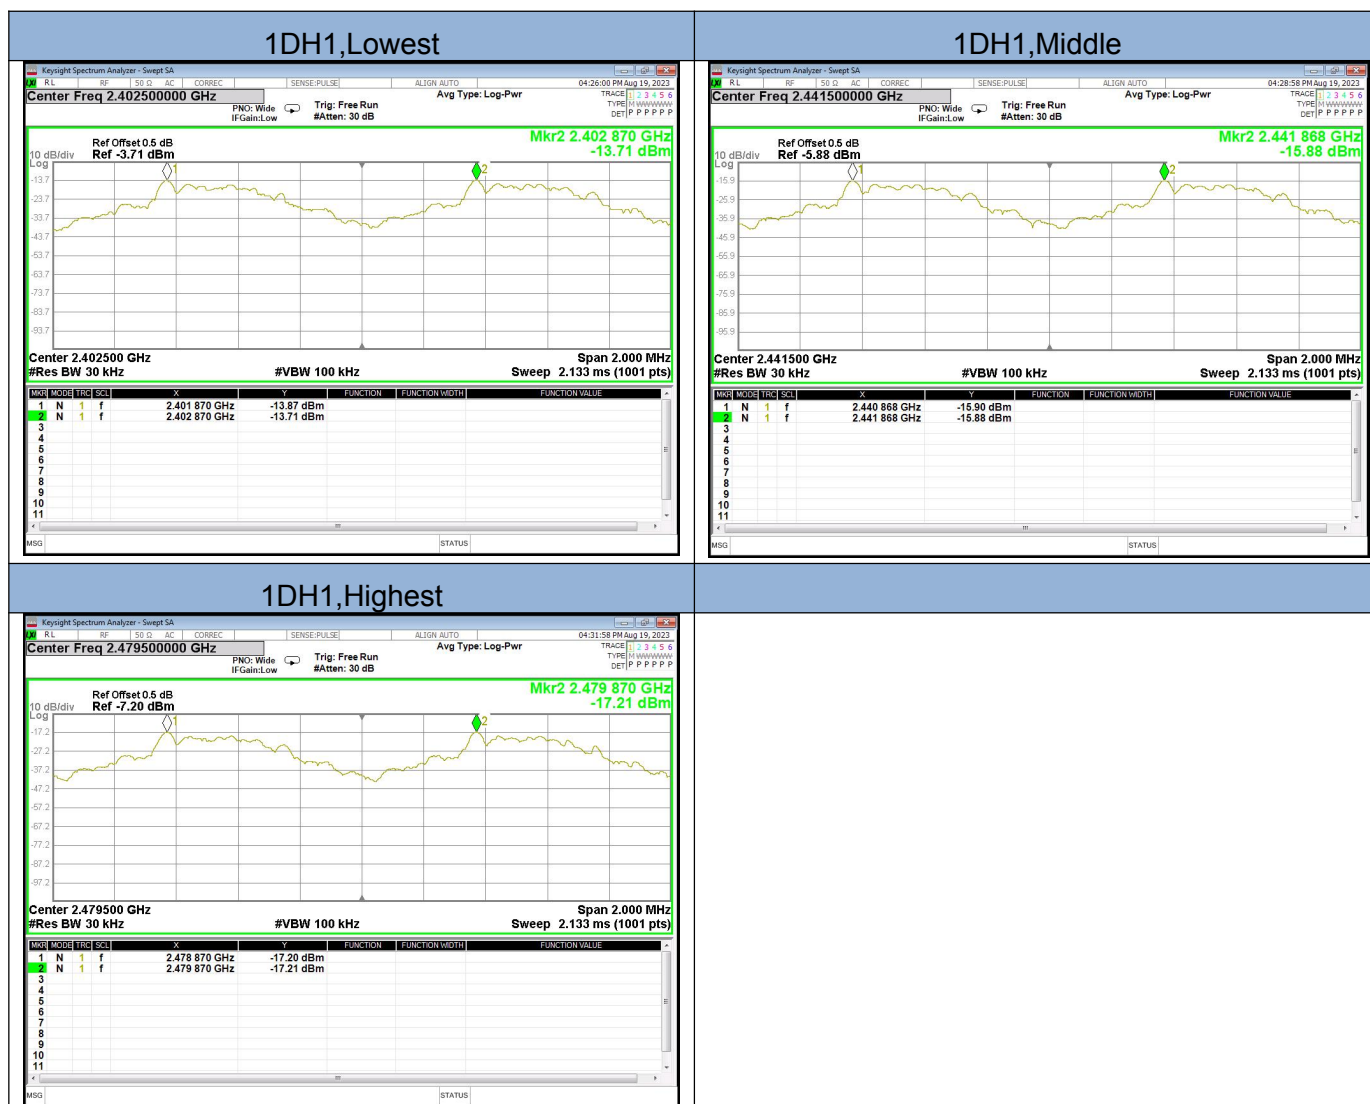 1DH1,Lowest
Keysight Spectrum Analyzer - Swept SA
LXI RL RF 50 Ω AC CORREC SENSE:PULSE ALIGN AUTO 04:26:00 PM Aug 19, 2023
Center Freq 2.402500000 GHz Avg Type: Log-Pwr TRACE 1 2 3 4 5 6
PNO: Wide Trig: Free Run TYPE M W W W W W
IFGain:Low #Atten: 30 dB DET P P P P P P
Mkr2 2.402 870 GHz
-13.71 dBm
Ref Offset 0.5 dB
10 dB/div Ref -3.71 dBm
Log
1
2
-13.7
-23.7
-33.7
-43.7
-53.7
-63.7
-73.7
-83.7
-93.7
Center 2.402500 GHz Span 2.000 MHz
#Res BW 30 kHz #VBW 100 kHz Sweep 2.133 ms (1001 pts)
MKR MODE TRC SCL X Y FUNCTION FUNCTION WIDTH FUNCTION VALUE
1 N 1 f 2.401 870 GHz -13.87 dBm
2 N 1 f 2.402 870 GHz -13.71 dBm
3
4
5
6
7
8
9
10
11
MSG STATUS
1DH1,Middle
Keysight Spectrum Analyzer - Swept SA
LXI RL RF 50 Ω AC CORREC SENSE:PULSE ALIGN AUTO 04:28:58 PM Aug 19, 2023
Center Freq 2.441500000 GHz Avg Type: Log-Pwr TRACE 1 2 3 4 5 6
PNO: Wide Trig: Free Run TYPE M W W W W W
IFGain:Low #Atten: 30 dB DET P P P P P P
Mkr2 2.441 868 GHz
-15.88 dBm
Ref Offset 0.5 dB
10 dB/div Ref -5.88 dBm
Log
1
2
-15.9
-25.9
-35.9
-45.9
-55.9
-65.9
-75.9
-85.9
-95.9
Center 2.441500 GHz Span 2.000 MHz
#Res BW 30 kHz #VBW 100 kHz Sweep 2.133 ms (1001 pts)
MKR MODE TRC SCL X Y FUNCTION FUNCTION WIDTH FUNCTION VALUE
1 N 1 f 2.440 868 GHz -15.90 dBm
2 N 1 f 2.441 868 GHz -15.88 dBm
3
4
5
6
7
8
9
10
11
MSG STATUS
1DH1,Highest
Keysight Spectrum Analyzer - Swept SA
LXI RL RF 50 Ω AC CORREC SENSE:PULSE ALIGN AUTO 04:31:58 PM Aug 19, 2023
Center Freq 2.479500000 GHz Avg Type: Log-Pwr TRACE 1 2 3 4 5 6
PNO: Wide Trig: Free Run TYPE M W W W W W
IFGain:Low #Atten: 30 dB DET P P P P P P
Mkr2 2.479 870 GHz
-17.21 dBm
Ref Offset 0.5 dB
10 dB/div Ref -7.20 dBm
Log
1
2
-17.2
-27.2
-37.2
-47.2
-57.2
-67.2
-77.2
-87.2
-97.2
Center 2.479500 GHz Span 2.000 MHz
#Res BW 30 kHz #VBW 100 kHz Sweep 2.133 ms (1001 pts)
MKR MODE TRC SCL X Y FUNCTION FUNCTION WIDTH FUNCTION VALUE
1 N 1 f 2.478 870 GHz -17.20 dBm
2 N 1 f 2.479 870 GHz -17.21 dBm
3
4
5
6
7
8
9
10
11
MSG STATUS